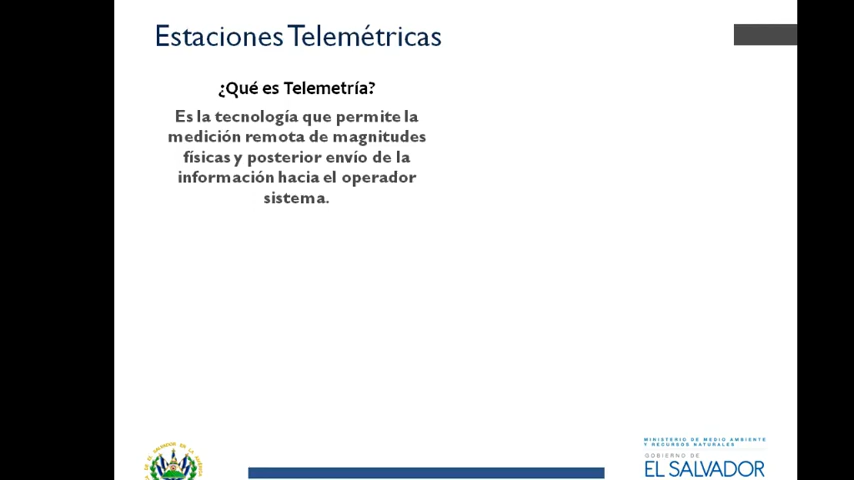 Estaciones Telemétricas
¿Qué es Telemetría?
Es la tecnología que permite la
medición remota de magnitudes
físicas y posterior envío de la
información hacia el operador
sistema.
MINISTERIO DE MEDIO AMBIENTE
Y RECURSOS NATURALES
GOBIERNO DE
EL SALVADOR